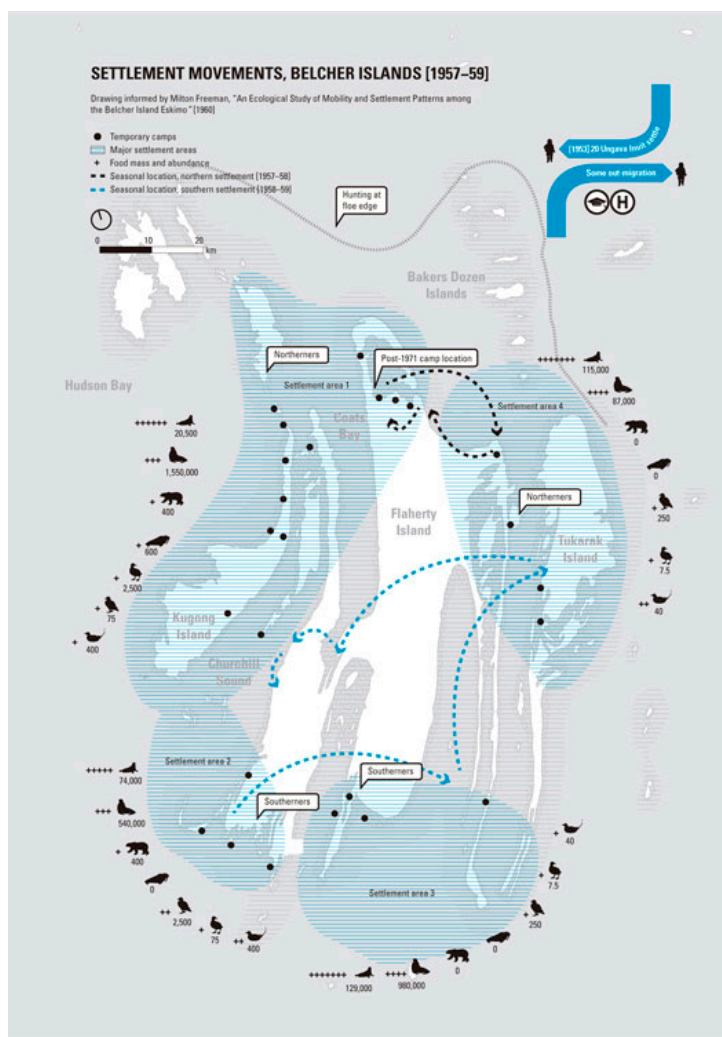 SETTLEMENT MOVEMENTS, BELCHER ISLANDS [1957–59]
Drawing informed by Milton Freeman, "An Ecological Study of Mobility and Settlement Patterns among
the Belcher Island Eskimo" [1960]
Temporary camps
Major settlement areas
+ Food mass and abundance
Seasonal location, northern settlement [1957–58]
Seasonal location, southern settlement [1958–59]
0 10 20
km
[1953] 20 Ungava Inuit settle
Some out-migration
H
Hunting at
floe edge
Bakers Dozen
Islands
Hudson Bay
Northerners
Settlement area 1
Post-1971 camp location
Coats
Bay
Settlement area 4
+++++++
115,000
++++
87,000
0
0
+
250
+
7.5
++
40
++++++
20,500
+++
1,550,000
+
400
+
600
+
2,500
+
75
+
400
Flaherty
Island
Northerners
Tukarak
Island
Kugong
Island
Churchill
Sound
Settlement area 2
Southerners
Southerners
+++++
74,000
+++
540,000
+
400
0
++
2,500
+
75
++
400
Settlement area 3
+
40
+
7.5
+
250
0
0
++++
980,000
+++++++
129,000